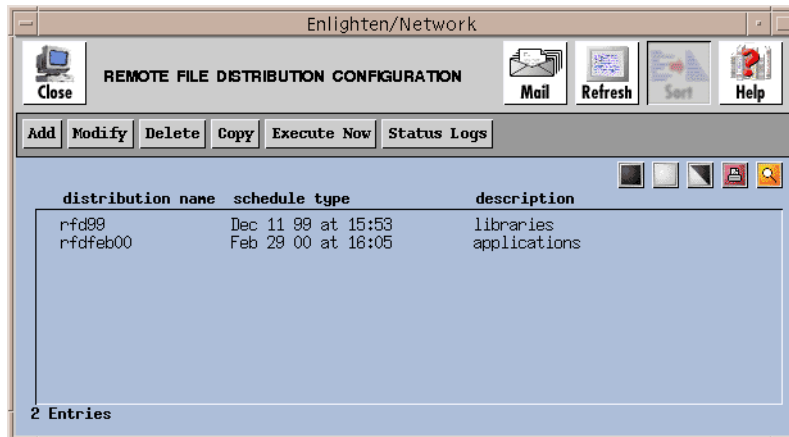 Enlighten/Network
Close
REMOTE FILE DISTRIBUTION CONFIGURATION
Mail
Refresh
Sort
Help
Add Modify Delete Copy Execute Now Status Logs
distribution name schedule type description
rfd99 Dec 11 99 at 15:53 libraries
rfdfeb00 Feb 29 00 at 16:05 applications
2 Entries